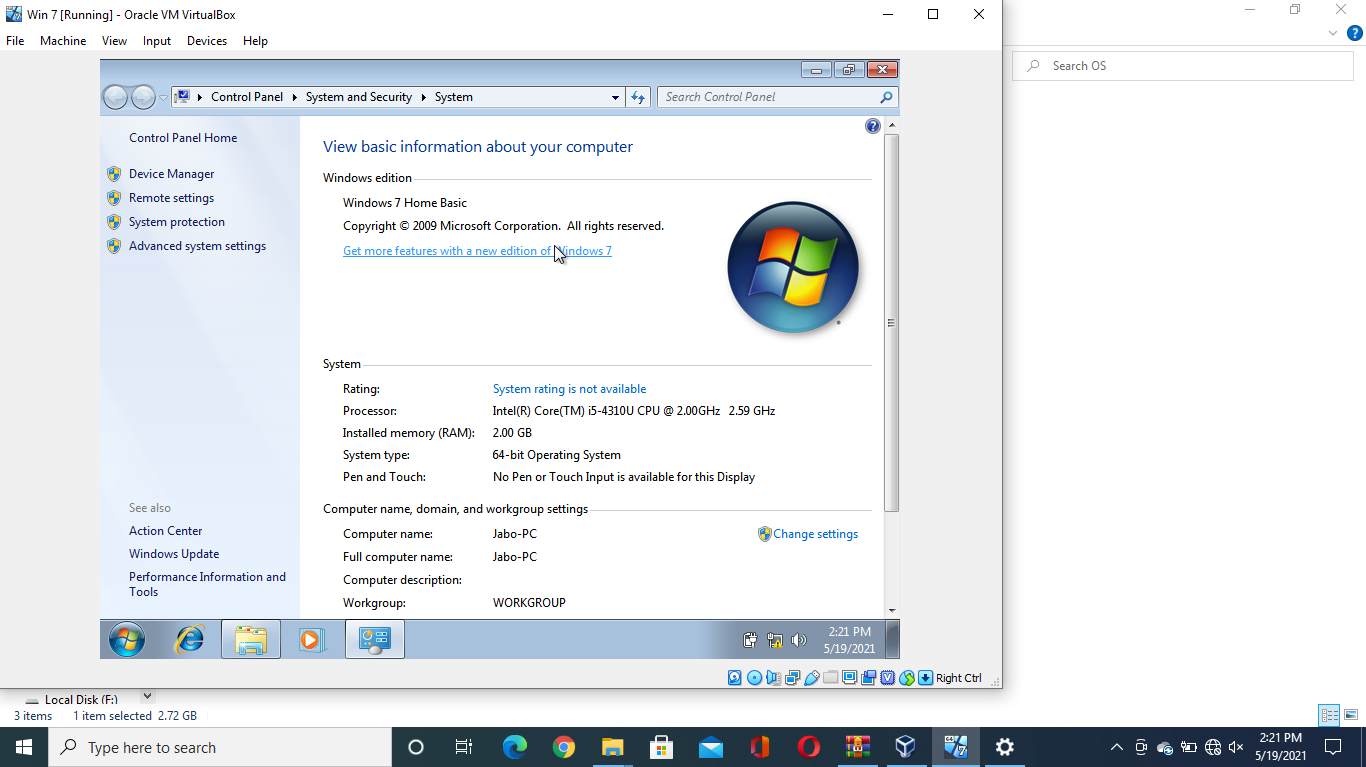 Win 7 [Running] - Oracle VM VirtualBox
File Machine View Input Devices Help
Search OS
Control Panel System and Security System
Search Control Panel
Control Panel Home
Device Manager
Remote settings
System protection
Advanced system settings
See also
Action Center
Windows Update
Performance Information and
Tools
View basic information about your computer
Windows edition
Windows 7 Home Basic
Copyright © 2009 Microsoft Corporation. All rights reserved.
Get more features with a new edition of Windows 7
System
Rating: System rating is not available
Processor: Intel(R) Core(TM) i5-4310U CPU @ 2.00GHz 2.59 GHz
Installed memory (RAM): 2.00 GB
System type: 64-bit Operating System
Pen and Touch: No Pen or Touch Input is available for this Display
Computer name, domain, and workgroup settings
Computer name: Jabo-PC
Change settings
Full computer name: Jabo-PC
Computer description:
Workgroup: WORKGROUP
2:21 PM
5/19/2021
Right Ctrl
Local Disk (F:)
3 items 1 item selected 2.72 GB
Type here to search
2:21 PM
5/19/2021